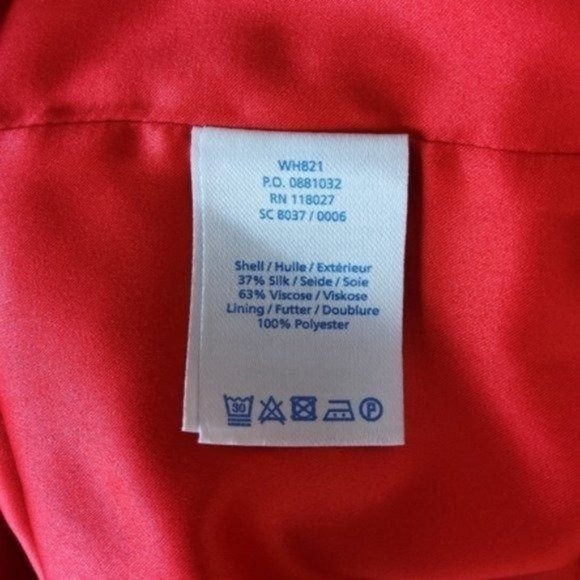 WH821
P.O. 0881032
RN 118027
SC 8037 / 0006
Shell / Hulle / Extérieur
37% Silk / Seide / Soie
63% Viscose / Viskose
Lining / Futter / Doublure
100% Polyester
30 P